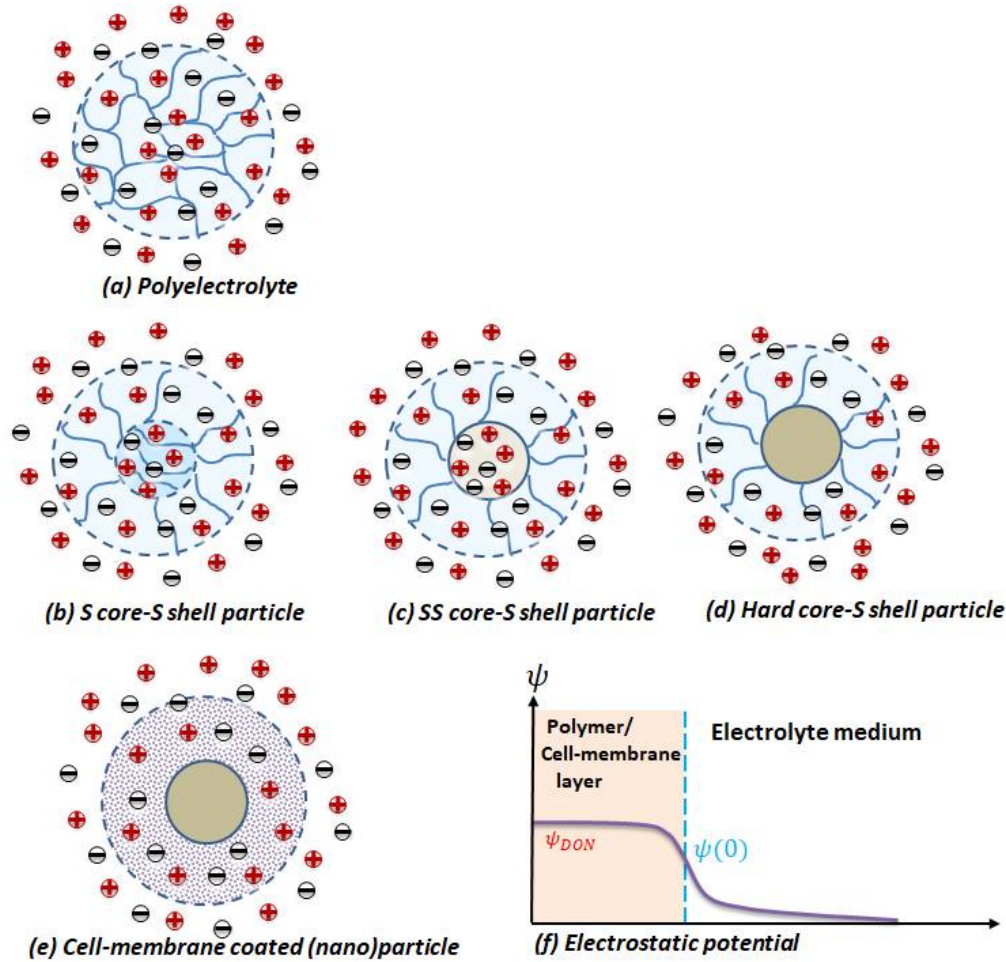 (a) Polyelectrolyte
(b) S core-S shell particle
(c) SS core-S shell particle
(d) Hard core-S shell particle
ψ
Polymer/
Cell-membrane
layer
Electrolyte medium
ψ_DON
ψ(0)
(e) Cell-membrane coated (nano)particle
(f) Electrostatic potential